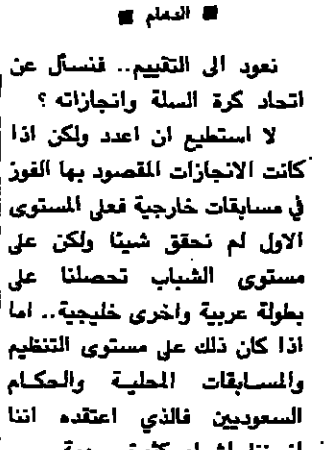 ■ الدهام ■
نعود الى التقييم.. فنسأل عن
اتحاد كرة السلة وانجازاته ؟
لا استطيع ان اعدد ولكن اذا
كانت الانجازات المقصود بها الفوز
في مسابقات خارجية فعلى المستوى
الاول لم نحقق شيئا ولكن على
مستوى الشباب تحصلنا على
بطولة عربية واخرى خليجية.. اما
اذا كان ذلك على مستوى التنظيم
والمسابقات المحلية والحكام
السعوديين فالذي اعتقده اننا